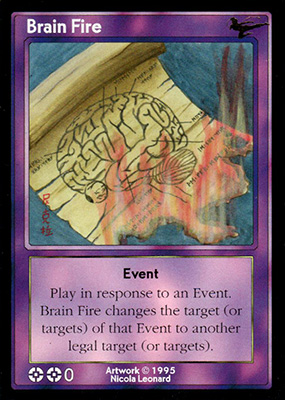 Brain Fire
Event
Play in response to an Event.
Brain Fire changes the target (or
targets) of that Event to another
legal target (or targets).
0
Artwork © 1995
Nicola Leonard